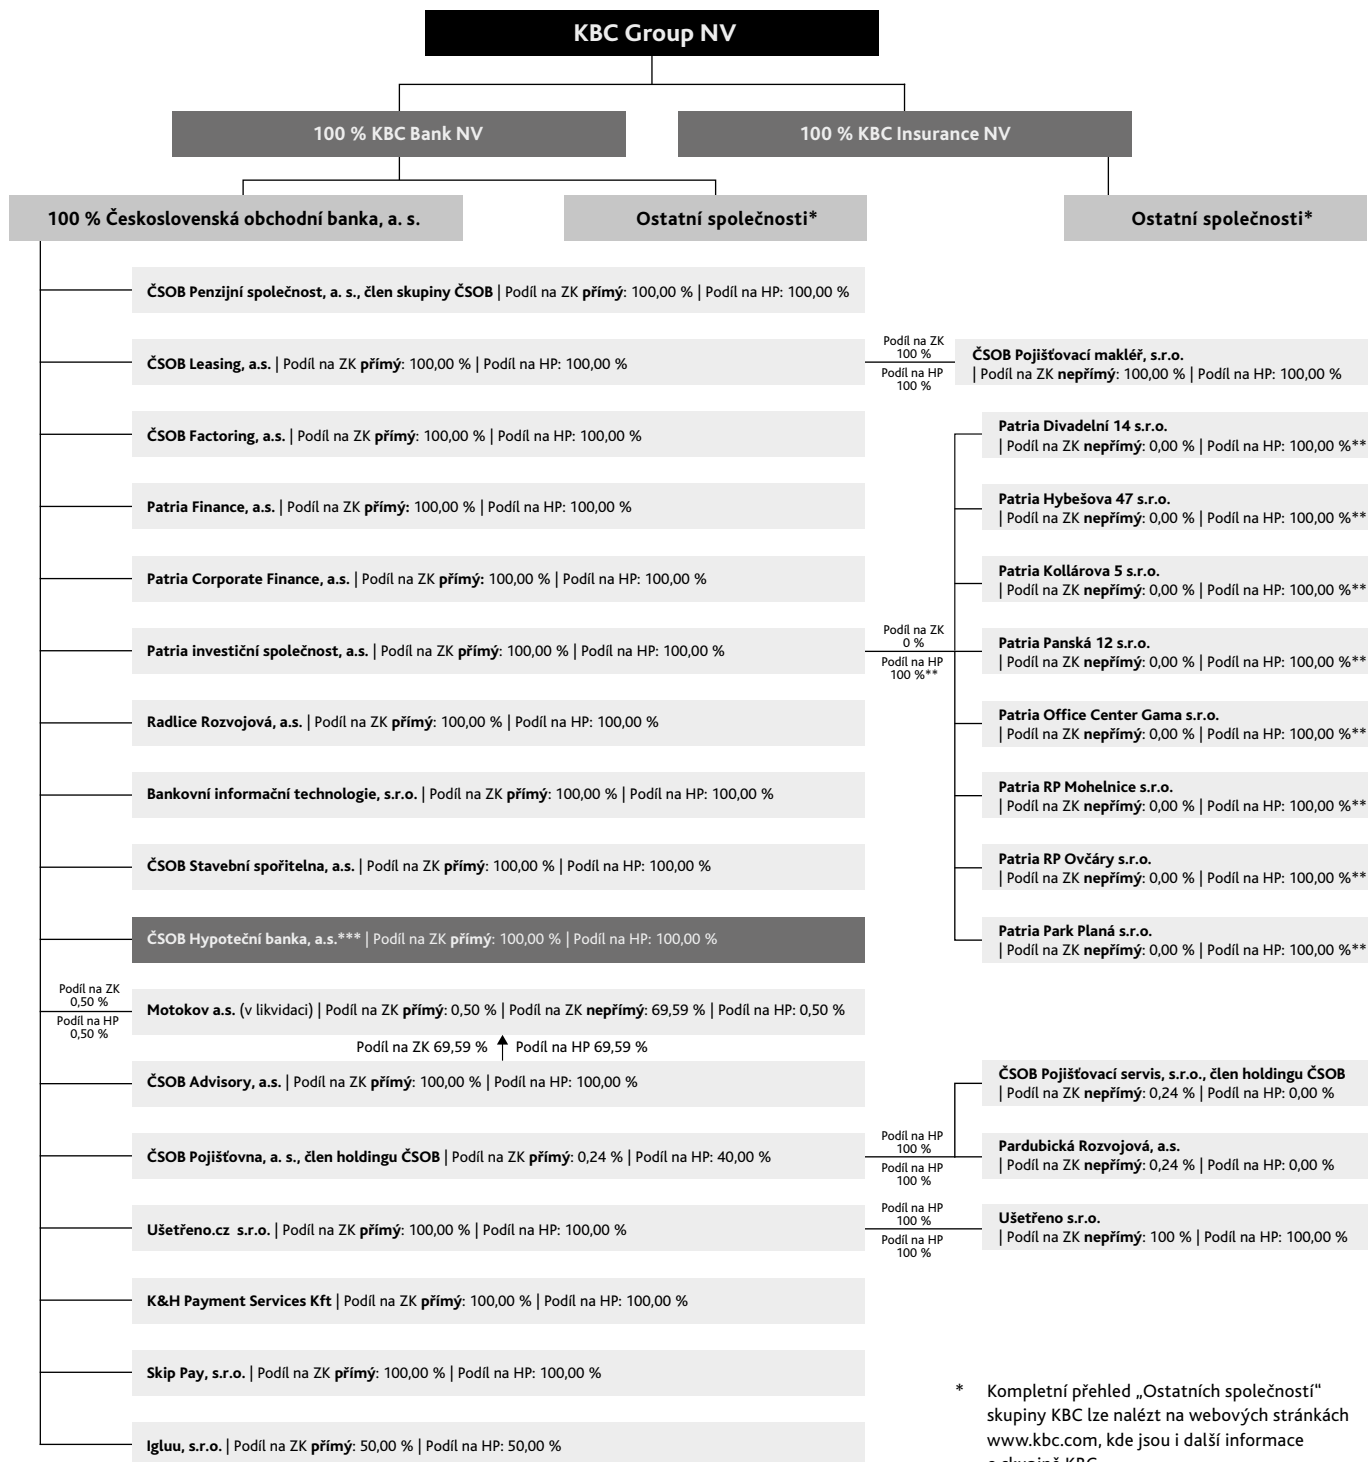 KBC Group NV
100 % KBC Bank NV
100 % KBC Insurance NV
100 % Československá obchodní banka, a. s.
Ostatní společnosti*
Ostatní společnosti*
ČSOB Penzijní společnost, a. s., člen skupiny ČSOB | Podíl na ZK přímý: 100,00 % | Podíl na HP: 100,00 %
ČSOB Leasing, a.s. | Podíl na ZK přímý: 100,00 % | Podíl na HP: 100,00 %
Podíl na ZK
100 %
Podíl na HP
100 %
ČSOB Pojišťovací makléř, s.r.o.
| Podíl na ZK nepřímý: 100,00 % | Podíl na HP: 100,00 %
ČSOB Factoring, a.s. | Podíl na ZK přímý: 100,00 % | Podíl na HP: 100,00 %
Patria Divadelní 14 s.r.o.
| Podíl na ZK nepřímý: 0,00 % | Podíl na HP: 100,00 %**
Patria Finance, a.s. | Podíl na ZK přímý: 100,00 % | Podíl na HP: 100,00 %
Patria Hybešova 47 s.r.o.
| Podíl na ZK nepřímý: 0,00 % | Podíl na HP: 100,00 %**
Patria Corporate Finance, a.s. | Podíl na ZK přímý: 100,00 % | Podíl na HP: 100,00 %
Patria Kollárova 5 s.r.o.
| Podíl na ZK nepřímý: 0,00 % | Podíl na HP: 100,00 %**
Patria investiční společnost, a.s. | Podíl na ZK přímý: 100,00 % | Podíl na HP: 100,00 %
Podíl na ZK
0 %
Podíl na HP
100 %**
Patria Panská 12 s.r.o.
| Podíl na ZK nepřímý: 0,00 % | Podíl na HP: 100,00 %**
Radlice Rozvojová, a.s. | Podíl na ZK přímý: 100,00 % | Podíl na HP: 100,00 %
Patria Office Center Gama s.r.o.
| Podíl na ZK nepřímý: 0,00 % | Podíl na HP: 100,00 %**
Bankovní informační technologie, s.r.o. | Podíl na ZK přímý: 100,00 % | Podíl na HP: 100,00 %
Patria RP Mohelnice s.r.o.
| Podíl na ZK nepřímý: 0,00 % | Podíl na HP: 100,00 %**
ČSOB Stavební spořitelna, a.s. | Podíl na ZK přímý: 100,00 % | Podíl na HP: 100,00 %
Patria RP Ovčáry s.r.o.
| Podíl na ZK nepřímý: 0,00 % | Podíl na HP: 100,00 %**
ČSOB Hypoteční banka, a.s.*** | Podíl na ZK přímý: 100,00 % | Podíl na HP: 100,00 %
Patria Park Planá s.r.o.
| Podíl na ZK nepřímý: 0,00 % | Podíl na HP: 100,00 %**
Podíl na ZK
0,50 %
Podíl na HP
0,50 %
Motokov a.s. (v likvidaci) | Podíl na ZK přímý: 0,50 % | Podíl na ZK nepřímý: 69,59 % | Podíl na HP: 0,50 %
Podíl na ZK 69,59 % Podíl na HP 69,59 %
ČSOB Advisory, a.s. | Podíl na ZK přímý: 100,00 % | Podíl na HP: 100,00 %
ČSOB Pojišťovací servis, s.r.o., člen holdingu ČSOB
| Podíl na ZK nepřímý: 0,24 % | Podíl na HP: 0,00 %
ČSOB Pojišťovna, a. s., člen holdingu ČSOB | Podíl na ZK přímý: 0,24 % | Podíl na HP: 40,00 %
Podíl na HP
100 %
Podíl na HP
100 %
Pardubická Rozvojová, a.s.
| Podíl na ZK nepřímý: 0,24 % | Podíl na HP: 0,00 %
Ušetřeno.cz s.r.o. | Podíl na ZK přímý: 100,00 % | Podíl na HP: 100,00 %
Podíl na HP
100 %
Podíl na HP
100 %
Ušetřeno s.r.o.
| Podíl na ZK nepřímý: 100 % | Podíl na HP: 100,00 %
K&H Payment Services Kft | Podíl na ZK přímý: 100,00 % | Podíl na HP: 100,00 %
Skip Pay, s.r.o. | Podíl na ZK přímý: 100,00 % | Podíl na HP: 100,00 %
Igluu, s.r.o. | Podíl na ZK přímý: 50,00 % | Podíl na HP: 50,00 %
* Kompletní přehled „Ostatních společností“
skupiny KBC lze nalézt na webových stránkách
www.kbc.com, kde jsou i další informace
o skupině KBC